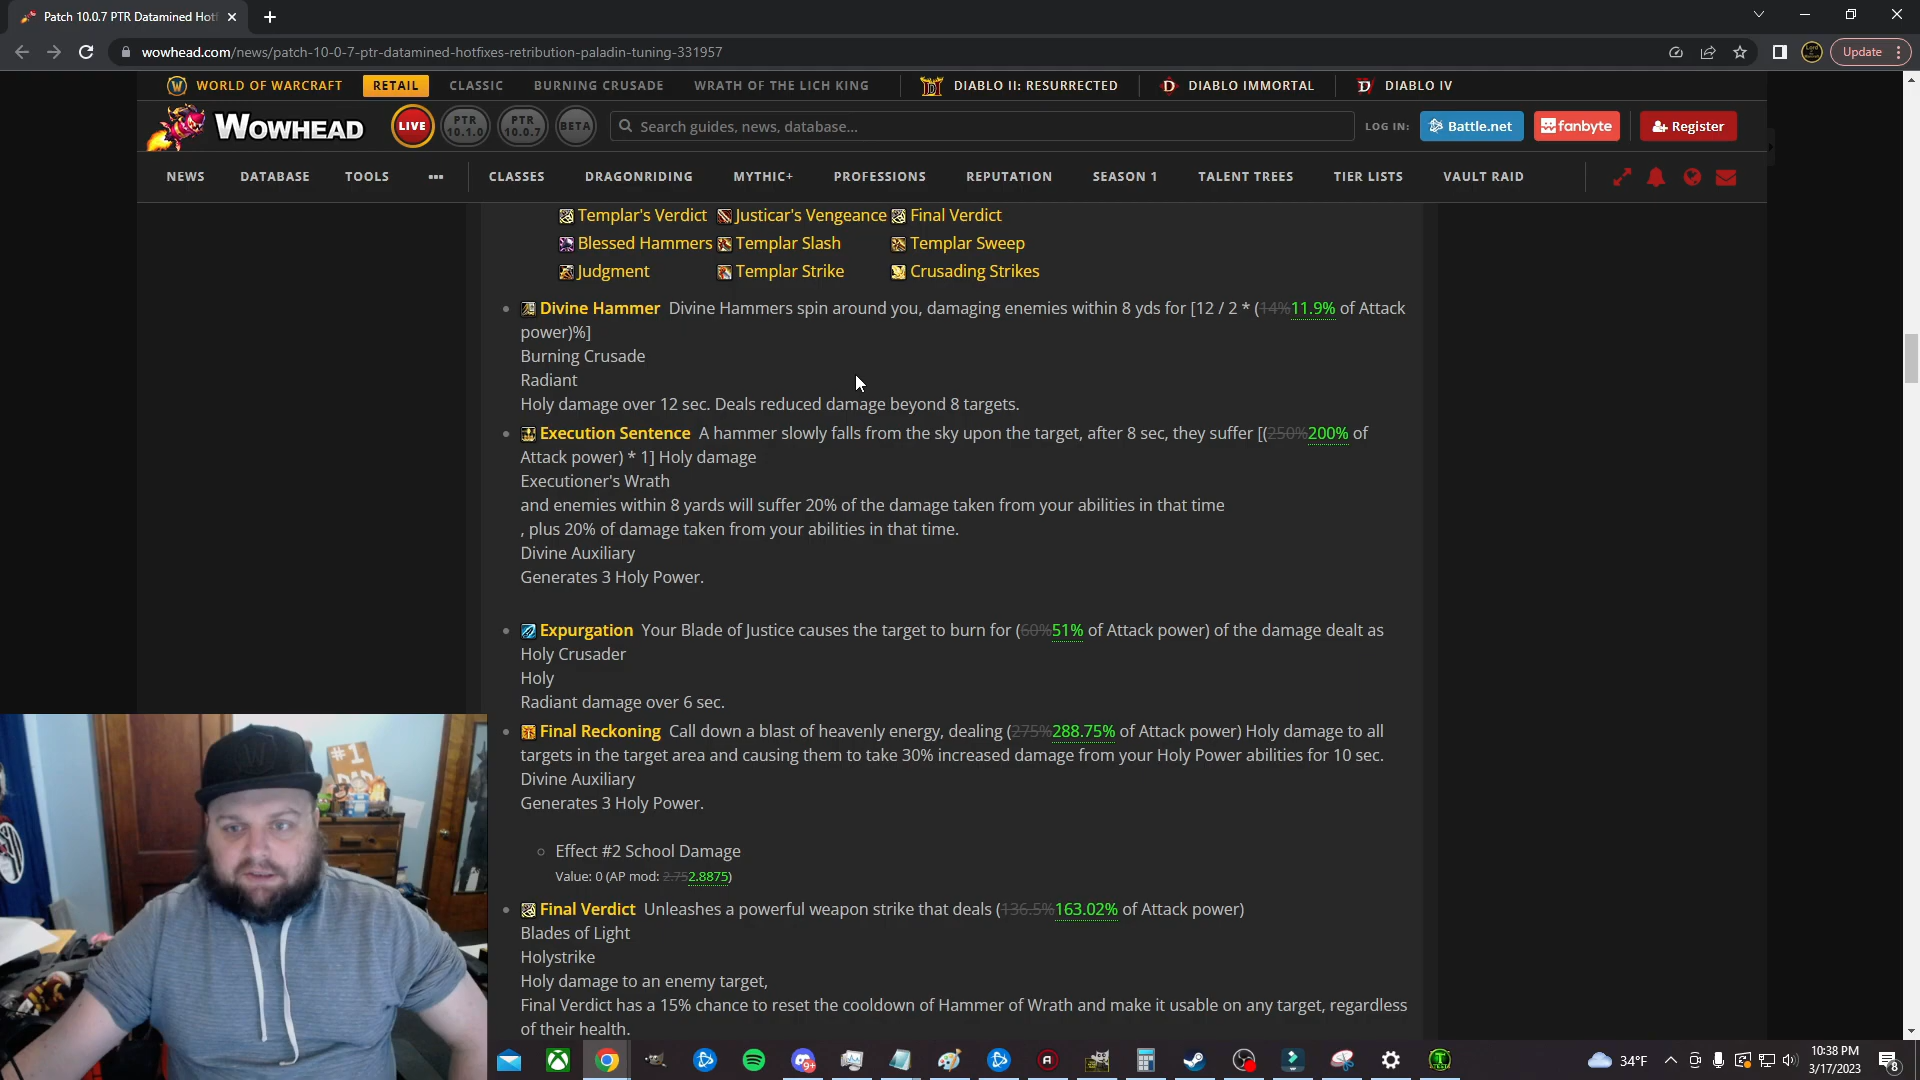 Patch 10.0.7 PTR Datamined Hotf
wowhead.com/news/patch-10-0-7-ptr-datamined-hotfixes-retribution-paladin-tuning-331957
Update
WORLD OF WARCRAFT RETAIL CLASSIC BURNING CRUSADE WRATH OF THE LICH KING DIABLO II: RESURRECTED DIABLO IMMORTAL DIABLO IV
WOWHEAD LIVE PTR 10.1.0 PTR 10.0.7 BETA Search guides, news, database... LOG IN: Battle.net fanbyte Register
NEWS DATABASE TOOLS ••• CLASSES DRAGONRIDING MYTHIC+ PROFESSIONS REPUTATION SEASON 1 TALENT TREES TIER LISTS VAULT RAID
Templar's Verdict Justicar's Vengeance Final Verdict
Blessed Hammers Templar Slash Templar Sweep
Judgment Templar Strike Crusading Strikes
Divine Hammer Divine Hammers spin around you, damaging enemies within 8 yds for [12 / 2 * (14%11.9% of Attack
power)%]
Burning Crusade
Radiant
Holy damage over 12 sec. Deals reduced damage beyond 8 targets.
Execution Sentence A hammer slowly falls from the sky upon the target, after 8 sec, they suffer [(250%200% of
Attack power) * 1] Holy damage
Executioner's Wrath
and enemies within 8 yards will suffer 20% of the damage taken from your abilities in that time
, plus 20% of damage taken from your abilities in that time.
Divine Auxiliary
Generates 3 Holy Power.
Expurgation Your Blade of Justice causes the target to burn for (60%51% of Attack power) of the damage dealt as
Holy Crusader
Holy
Radiant damage over 6 sec.
Final Reckoning Call down a blast of heavenly energy, dealing (275%288.75% of Attack power) Holy damage to all
targets in the target area and causing them to take 30% increased damage from your Holy Power abilities for 10 sec.
Divine Auxiliary
Generates 3 Holy Power.
Effect #2 School Damage
Value: 0 (AP mod: 2.752.8875)
Final Verdict Unleashes a powerful weapon strike that deals (136.5%163.02% of Attack power)
Blades of Light
Holystrike
Holy damage to an enemy target,
Final Verdict has a 15% chance to reset the cooldown of Hammer of Wrath and make it usable on any target, regardless
of their health.
#1
DAD
34°F
10:38 PM
3/17/2023
8